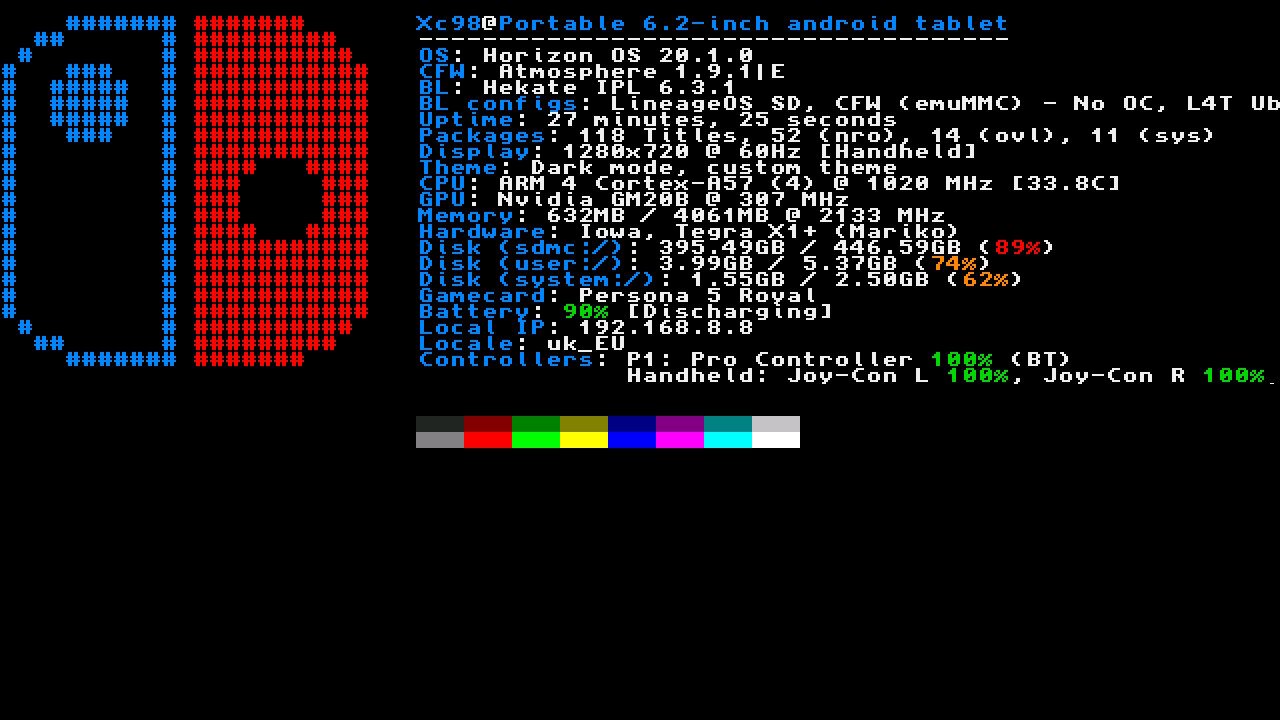 Xc98@Portable 6.2-inch android tablet
-------------------------------------
OS: Horizon OS 20.1.0
CFW: Atmosphere 1.9.1|E
BL: Hekate IPL 6.3.1
BL configs: LineageOS SD, CFW (emuMMC) - No OC, L4T Ub
Uptime: 27 minutes, 25 seconds
Packages: 118 Titles, 52 (nro), 14 (ovl), 11 (sys)
Display: 1280x720 @ 60Hz [Handheld]
Theme: Dark mode, custom theme
CPU: ARM 4 Cortex-A57 (4) @ 1020 MHz [33.8C]
GPU: Nvidia GM20B @ 307 MHz
Memory: 632MB / 4061MB @ 2133 MHz
Hardware: Iowa, Tegra X1+ (Mariko)
Disk (sdmc:/): 395.49GB / 446.59GB (89%)
Disk (user:/): 3.99GB / 5.37GB (74%)
Disk (system:/): 1.55GB / 2.50GB (62%)
Gamecard: Persona 5 Royal
Battery: 90% [Discharging]
Local IP: 192.168.8.8
Locale: uk_EU
Controllers: P1: Pro Controller 100% (BT)
Handheld: Joy-Con L 100%, Joy-Con R 100%